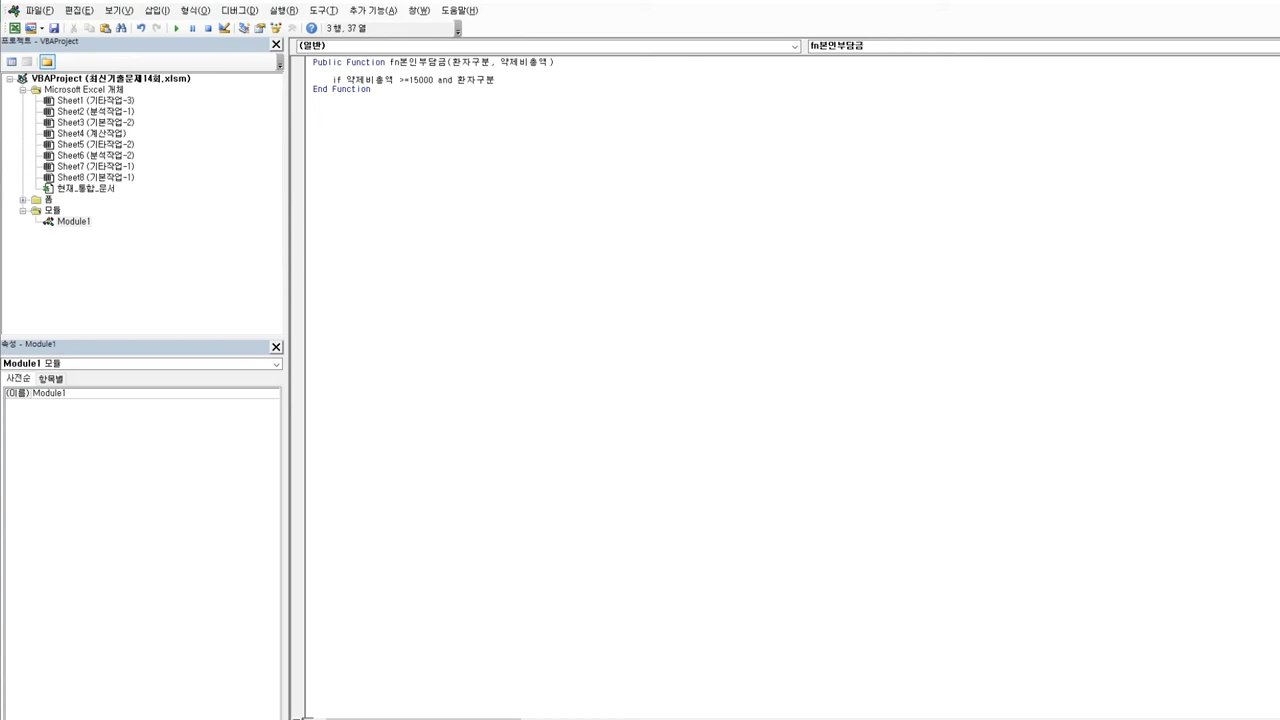 파일(F) 편집(E) 보기(V) 삽입(I) 형식(O) 디버그(D) 실행(R) 도구(T) 추가 기능(A) 창(W) 도움말(H)
3 행, 37 열
프로젝트 - VBAProject
(일반) fn본인부담금
VBAProject (최신기출문제14회.xlsm)
Microsoft Excel 개체
Sheet1 (기타작업-3)
Sheet2 (분석작업-1)
Sheet3 (기본작업-2)
Sheet4 (계산작업)
Sheet5 (기타작업-2)
Sheet6 (분석작업-2)
Sheet7 (기타작업-1)
Sheet8 (기본작업-1)
현재_통합_문서
폼
모듈
Module1
Public Function fn본인부담금(환자구분, 약제비총액)
if 약제비총액 >=15000 and 환자구분
End Function
속성 - Module1
Module1 모듈
사전순 항목별
(이름) Module1